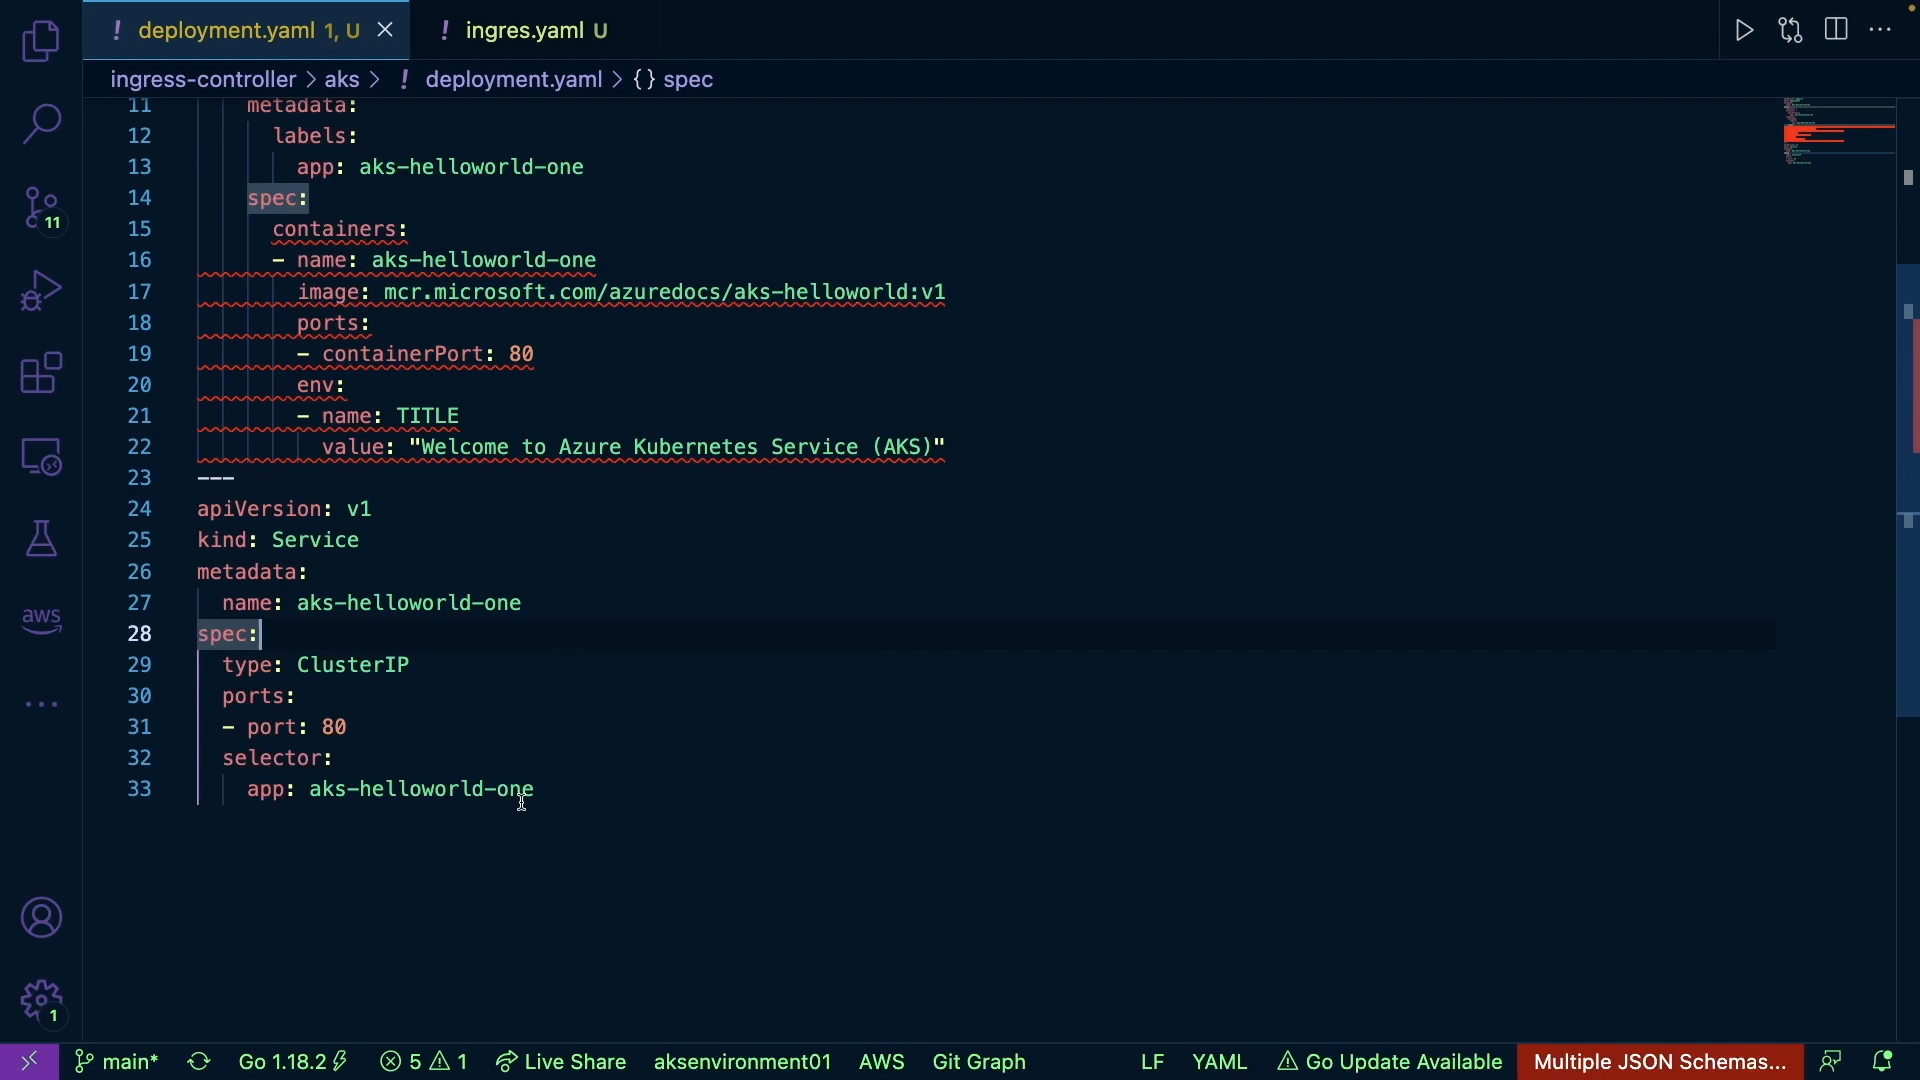 ! deployment.yaml 1, U ! ingres.yaml U
ingress-controller > aks > ! deployment.yaml > {} spec
11 metadata:
12 labels:
13 app: aks-helloworld-one
14 spec:
15 containers:
16 - name: aks-helloworld-one
17 image: mcr.microsoft.com/azuredocs/aks-helloworld:v1
18 ports:
19 - containerPort: 80
20 env:
21 - name: TITLE
22 value: "Welcome to Azure Kubernetes Service (AKS)"
23 ---
24 apiVersion: v1
25 kind: Service
26 metadata:
27 name: aks-helloworld-one
28 spec:
29 type: ClusterIP
30 ports:
31 - port: 80
32 selector:
33 app: aks-helloworld-one
11
aws
1
main* Go 1.18.2 5 1 Live Share aksenvironment01 AWS Git Graph LF YAML Go Update Available Multiple JSON Schemas...